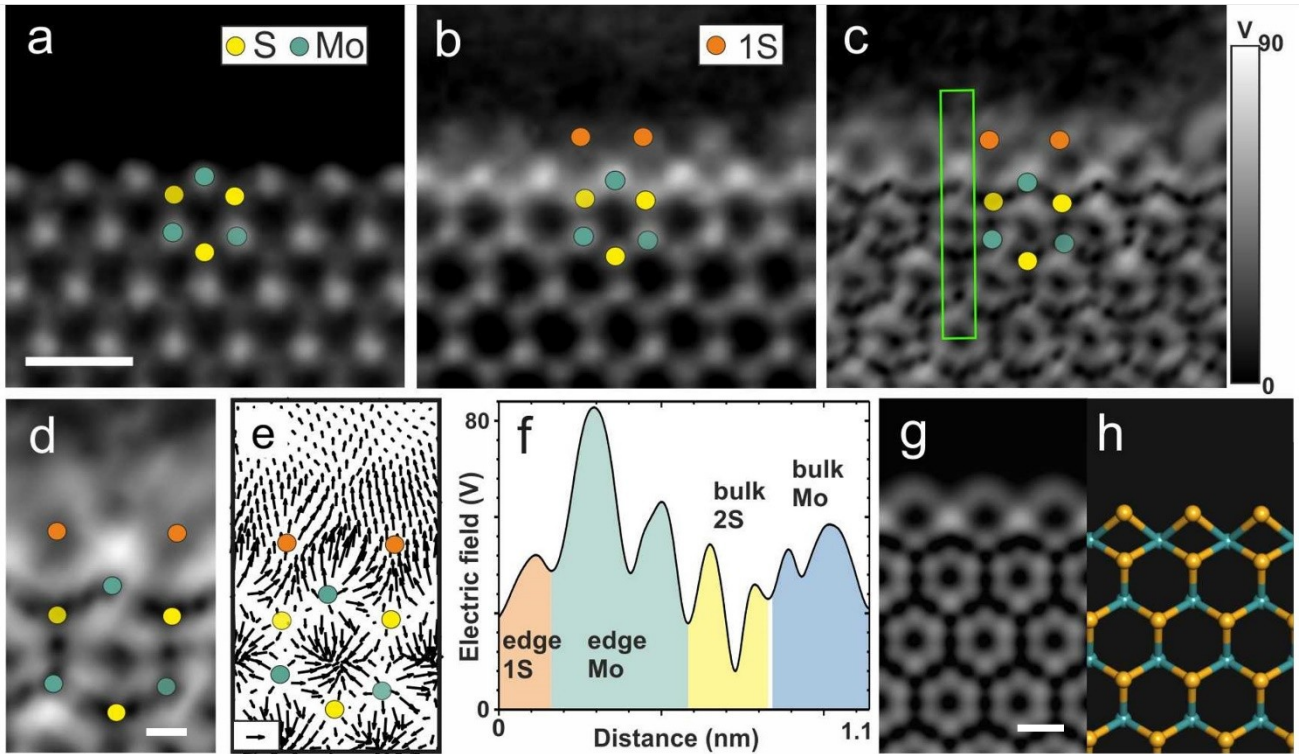 a
S Mo
b
1S
c
V
90
0
d
e
f
80
Electric field (V)
0
edge
1S
edge
Mo
bulk
2S
bulk
Mo
0
1.1
Distance (nm)
g
h